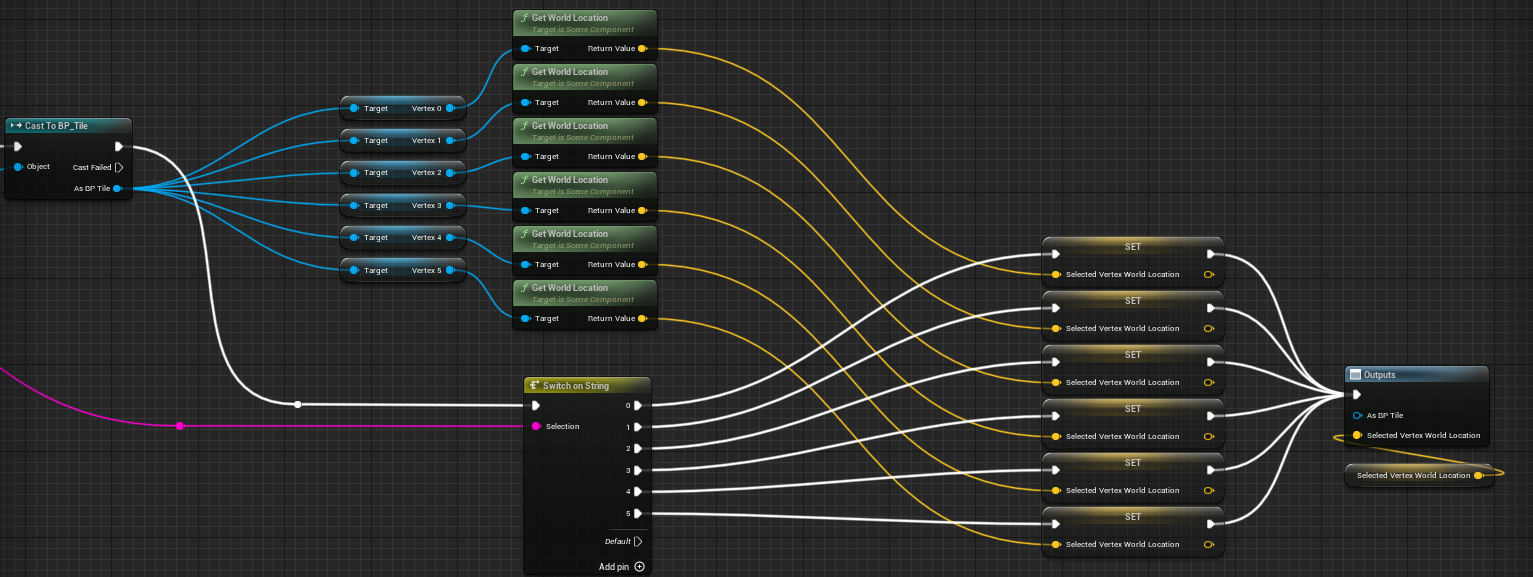 Cast To BP_Tile
Object
Cast Failed
As BP Tile
Target Vertex 0
Target Vertex 1
Target Vertex 2
Target Vertex 3
Target Vertex 4
Target Vertex 5
f Get World Location
Target is Scene Component
Target Return Value
f Get World Location
Target is Scene Component
Target Return Value
f Get World Location
Target is Scene Component
Target Return Value
f Get World Location
Target is Scene Component
Target Return Value
f Get World Location
Target is Scene Component
Target Return Value
f Get World Location
Target is Scene Component
Target Return Value
Switch on String
0
Selection 1
2
3
4
5
Default
Add pin
SET
Selected Vertex World Location
SET
Selected Vertex World Location
SET
Selected Vertex World Location
SET
Selected Vertex World Location
SET
Selected Vertex World Location
SET
Selected Vertex World Location
Outputs
As BP Tile
Selected Vertex World Location
Selected Vertex World Location